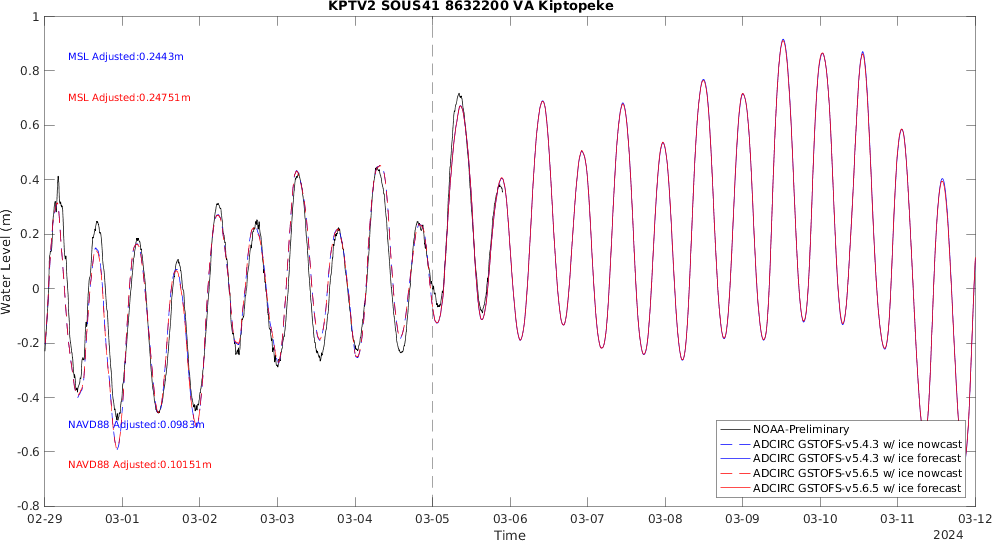 KPTV2 SOUS41 8632200 VA Kiptopeke
1
0.8
0.6
0.4
0.2
0
-0.2
-0.4
-0.6
-0.8
Water Level (m)
MSL Adjusted:0.2443m
MSL Adjusted:0.24751m
NAVD88 Adjusted:0.0983m
NAVD88 Adjusted:0.10151m
NOAA-Preliminary
ADCIRC GSTOFS-v5.4.3 w/ ice nowcast
ADCIRC GSTOFS-v5.4.3 w/ ice forecast
ADCIRC GSTOFS-v5.6.5 w/ ice nowcast
ADCIRC GSTOFS-v5.6.5 w/ ice forecast
02-29 03-01 03-02 03-03 03-04 03-05 03-06 03-07 03-08 03-09 03-10 03-11 03-12
Time
2024